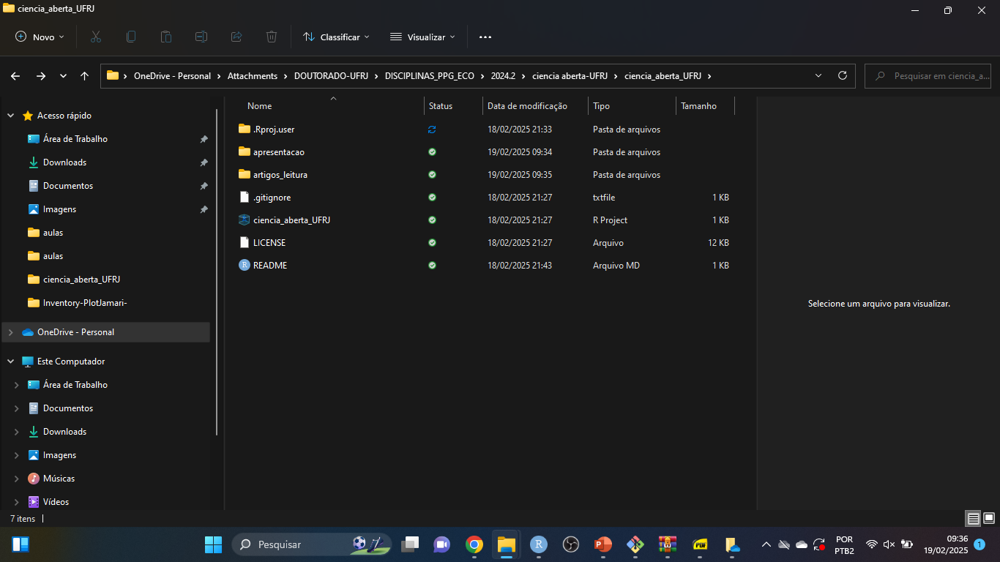 ciencia_aberta_UFRJ
Novo Classificar Visualizar
OneDrive - Personal Attachments DOUTORADO-UFRJ DISCIPLINAS_PPG_ECO 2024.2 ciencia aberta-UFRJ ciencia_aberta_UFRJ
Pesquisar em ciencia_a...
Acesso rápido
Área de Trabalho
Downloads
Documentos
Imagens
aulas
aulas
ciencia_aberta_UFRJ
Inventory-PlotJamari-
OneDrive - Personal
Este Computador
Área de Trabalho
Documentos
Downloads
Imagens
Músicas
Vídeos
Nome Status Data de modificação Tipo Tamanho
.Rproj.user 18/02/2025 21:33 Pasta de arquivos
apresentacao 19/02/2025 09:34 Pasta de arquivos
artigos_leitura 19/02/2025 09:35 Pasta de arquivos
.gitignore 18/02/2025 21:27 txtfile 1 KB
ciencia_aberta_UFRJ 18/02/2025 21:27 R Project 1 KB
LICENSE 18/02/2025 21:27 Arquivo 12 KB
R README 18/02/2025 21:43 Arquivo MD 1 KB
Selecione um arquivo para visualizar.
7 itens
Pesquisar
R
P
PDF
POR
PTB2
09:36
19/02/2025
1